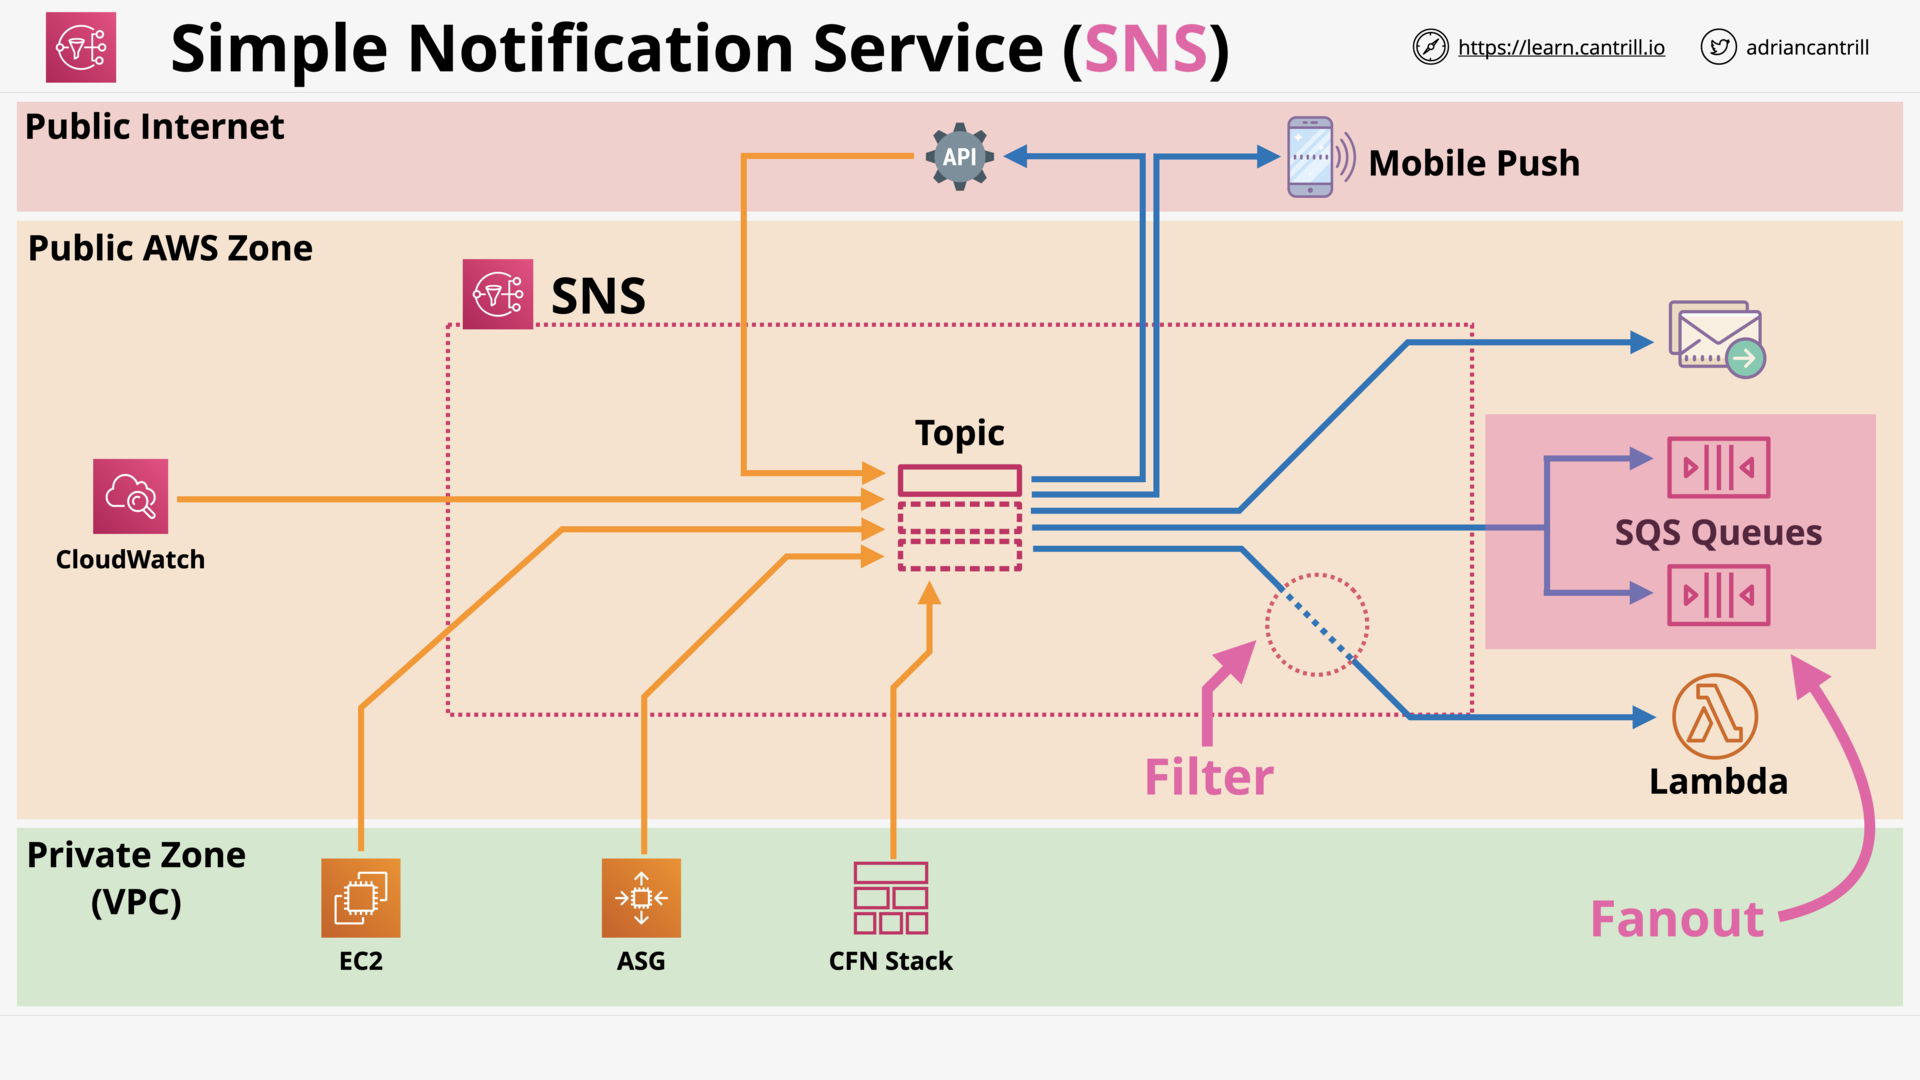 Simple Notification Service (SNS)
https://learn.cantrill.io
adriancantrill
Public Internet
API
Mobile Push
Public AWS Zone
SNS
Topic
CloudWatch
SQS Queues
Filter
Lambda
Private Zone
(VPC)
EC2
ASG
CFN Stack
Fanout